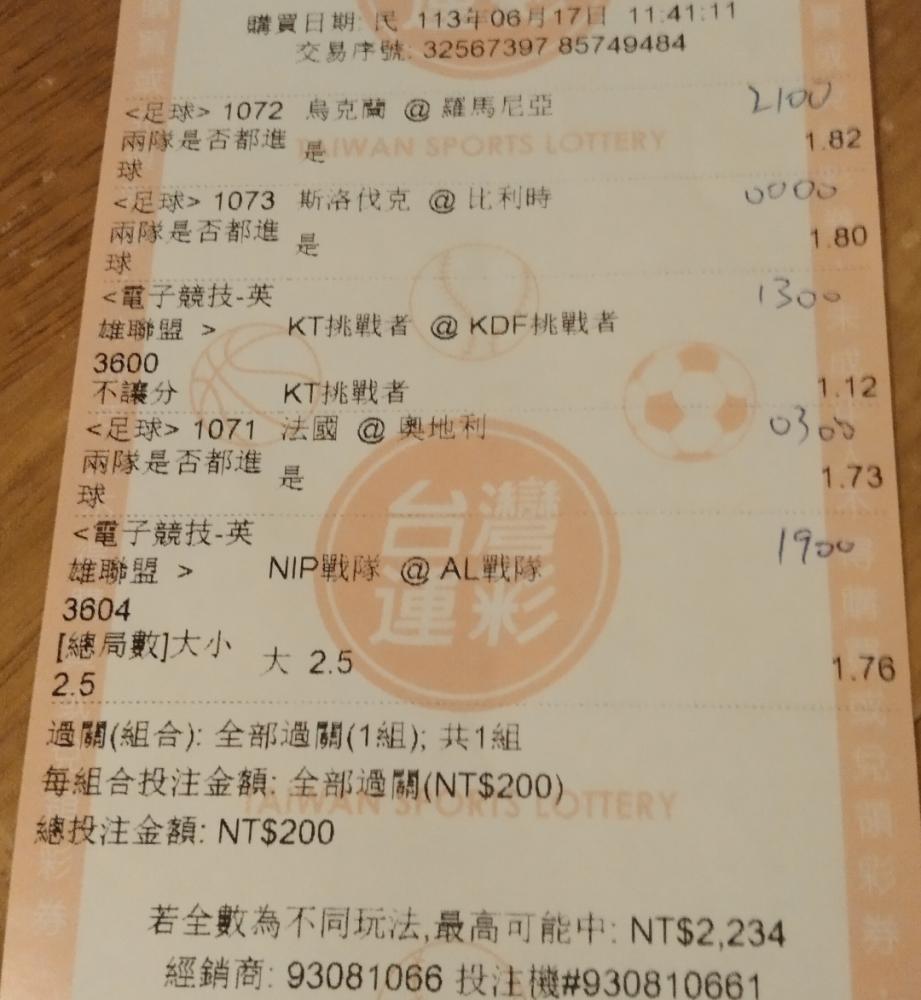 購買日期: 民 113年06月17日 11:41:11
交易序號: 32567397 85749484
<足球> 1072 烏克蘭 @ 羅馬尼亞 2100
兩隊是否都進 是 1.82
球
TAIWAN SPORTS LOTTERY
<足球> 1073 斯洛伐克 @ 比利時 0000
兩隊是否都進 是 1.80
球
<電子競技-英 1300
雄聯盟 > KT挑戰者 @ KDF挑戰者
3600
不讓分 KT挑戰者 1.12
<足球> 1071 法國 @ 奧地利 0300
兩隊是否都進 是 1.73
球
<電子競技-英 1900
雄聯盟 > NIP戰隊 @ AL戰隊
3604
[總局數]大小 大 2.5 1.76
2.5
台灣
運彩
過關(組合): 全部過關(1組); 共1組
每組合投注金額: 全部過關(NT$200)
TAIWAN SPORTS LOTTERY
總投注金額: NT$200
若全數為不同玩法,最高可能中: NT$2,234
經銷商: 93081066 投注機#930810661